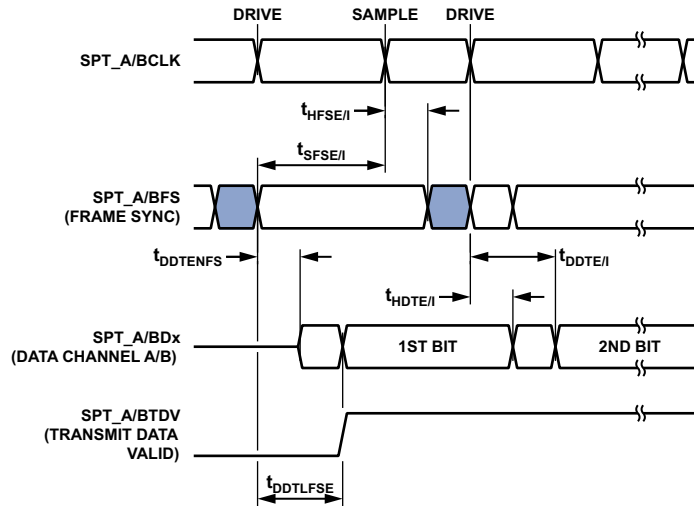 DRIVE SAMPLE DRIVE
SPT_A/BCLK
tHFSE/I
tSFSE/I
SPT_A/BFS
(FRAME SYNC)
tDDTENFS
tDDTE/I
tHDTE/I
SPT_A/BDx
(DATA CHANNEL A/B)
1ST BIT
2ND BIT
SPT_A/BTDV
(TRANSMIT DATA
VALID)
tDDTLFSE